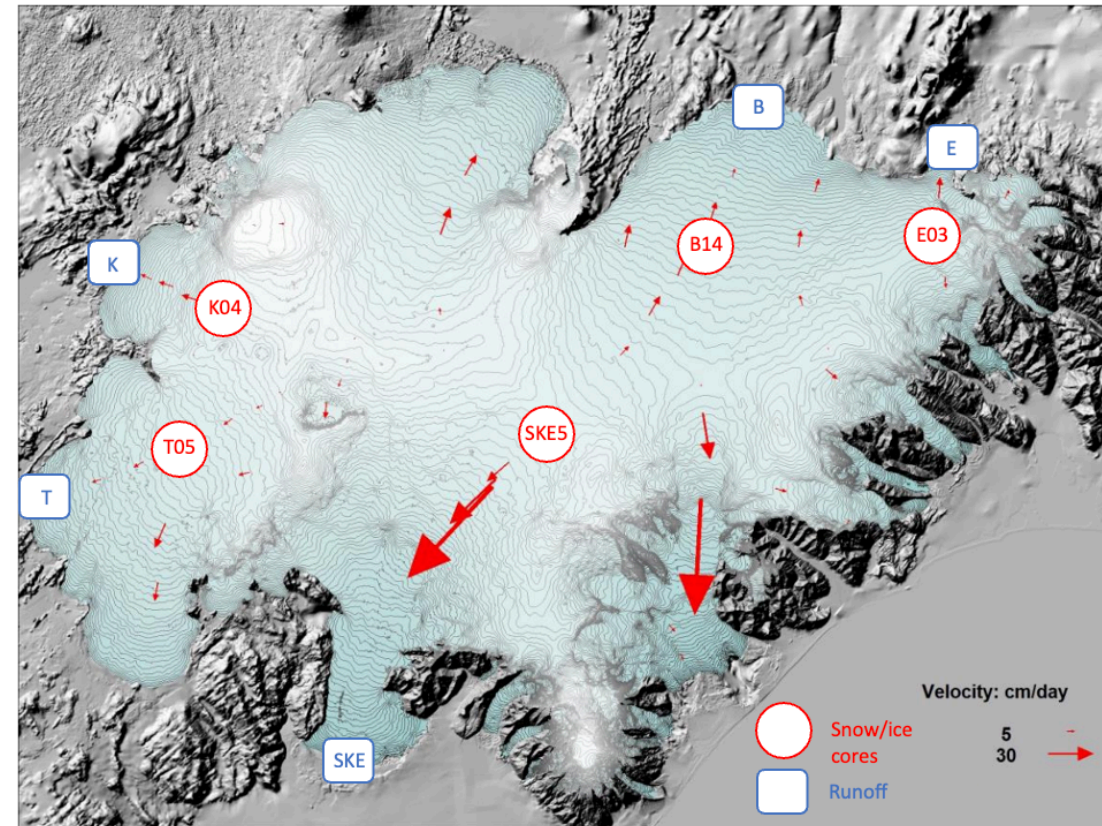 B
E
K
B14
E03
K04
T05
SKE5
T
SKE
Velocity: cm/day
5
30
Snow/ice
cores
Runoff